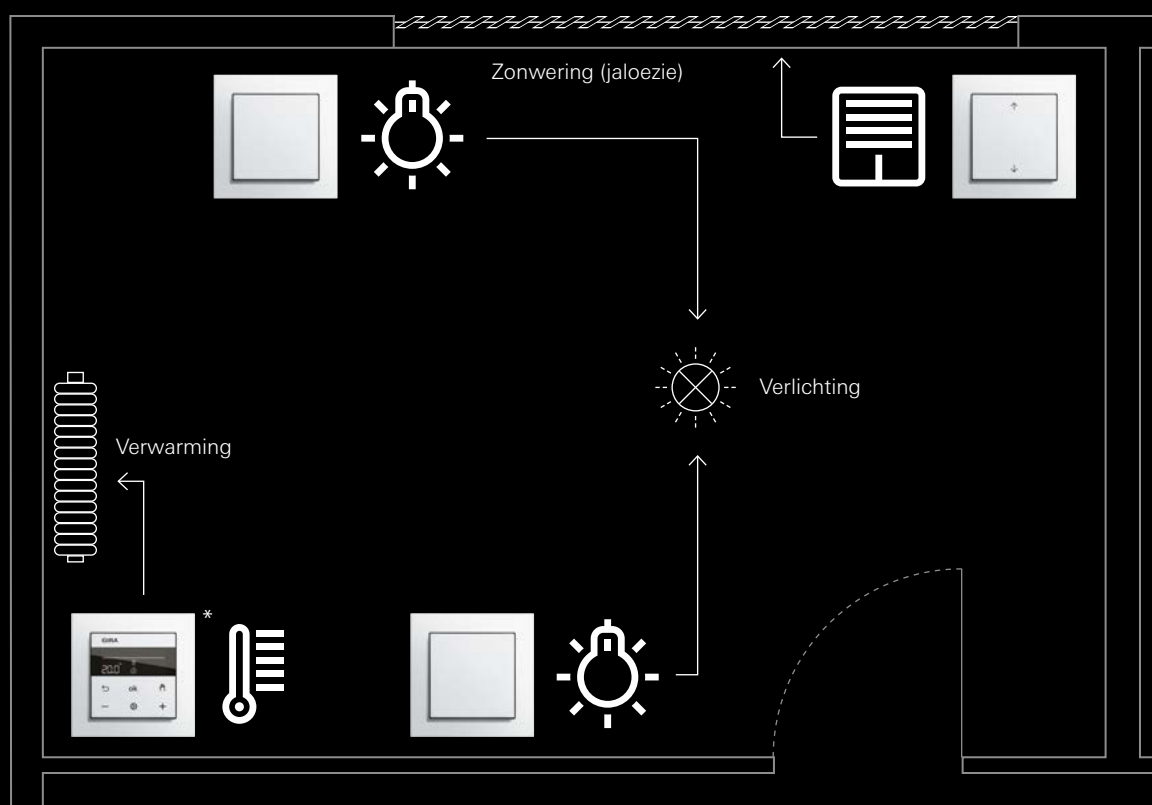 Zonwering (jaloezie)
Verlichting
Verwarming
*
GIRA
20.0°
ok